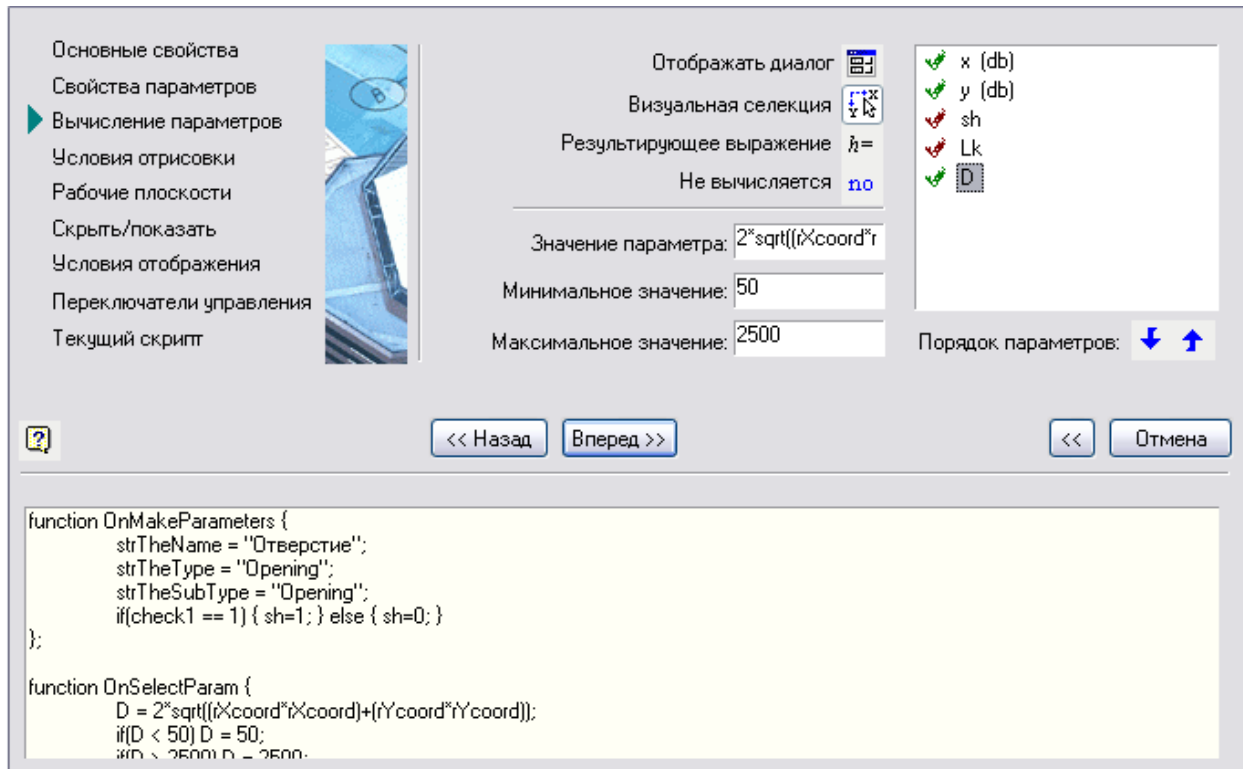 Основные свойства
Свойства параметров
Вычисление параметров
Условия отрисовки
Рабочие плоскости
Скрыть/показать
Условия отображения
Переключатели управления
Текущий скрипт
B
Отображать диалог
Визуальная селекция
Результирующее выражение h=
Не вычисляется no
Значение параметра: 2*sqrt((rXcoord*r
Минимальное значение: 50
Максимальное значение: 2500
x (db)
y (db)
sh
Lk
D
Порядок параметров:
<< Назад
Вперед >>
<<
Отмена
function OnMakeParameters {
strTheName = "Отверстие";
strTheType = "Opening";
strTheSubType = "Opening";
if(check1 == 1) { sh=1; } else { sh=0; }
};
function OnSelectParam {
D = 2*sqrt((rXcoord*rXcoord)+(rYcoord*rYcoord));
if(D < 50) D = 50;
if(D > 2500) D = 2500;